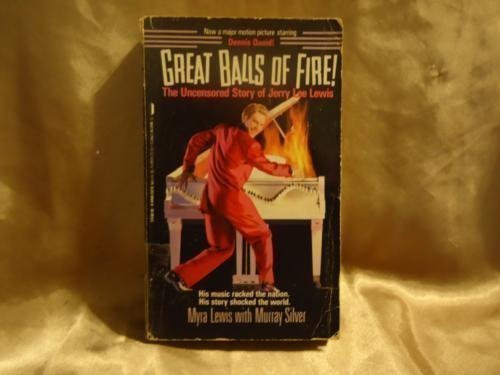 Now a major motion picture starring
Dennis Quaid!
GREAT BALLS OF FIRE!
The Uncensored Story of Jerry Lee Lewis
His music rocked the nation.
His story shocked the world.
Myra Lewis with Murray Silver